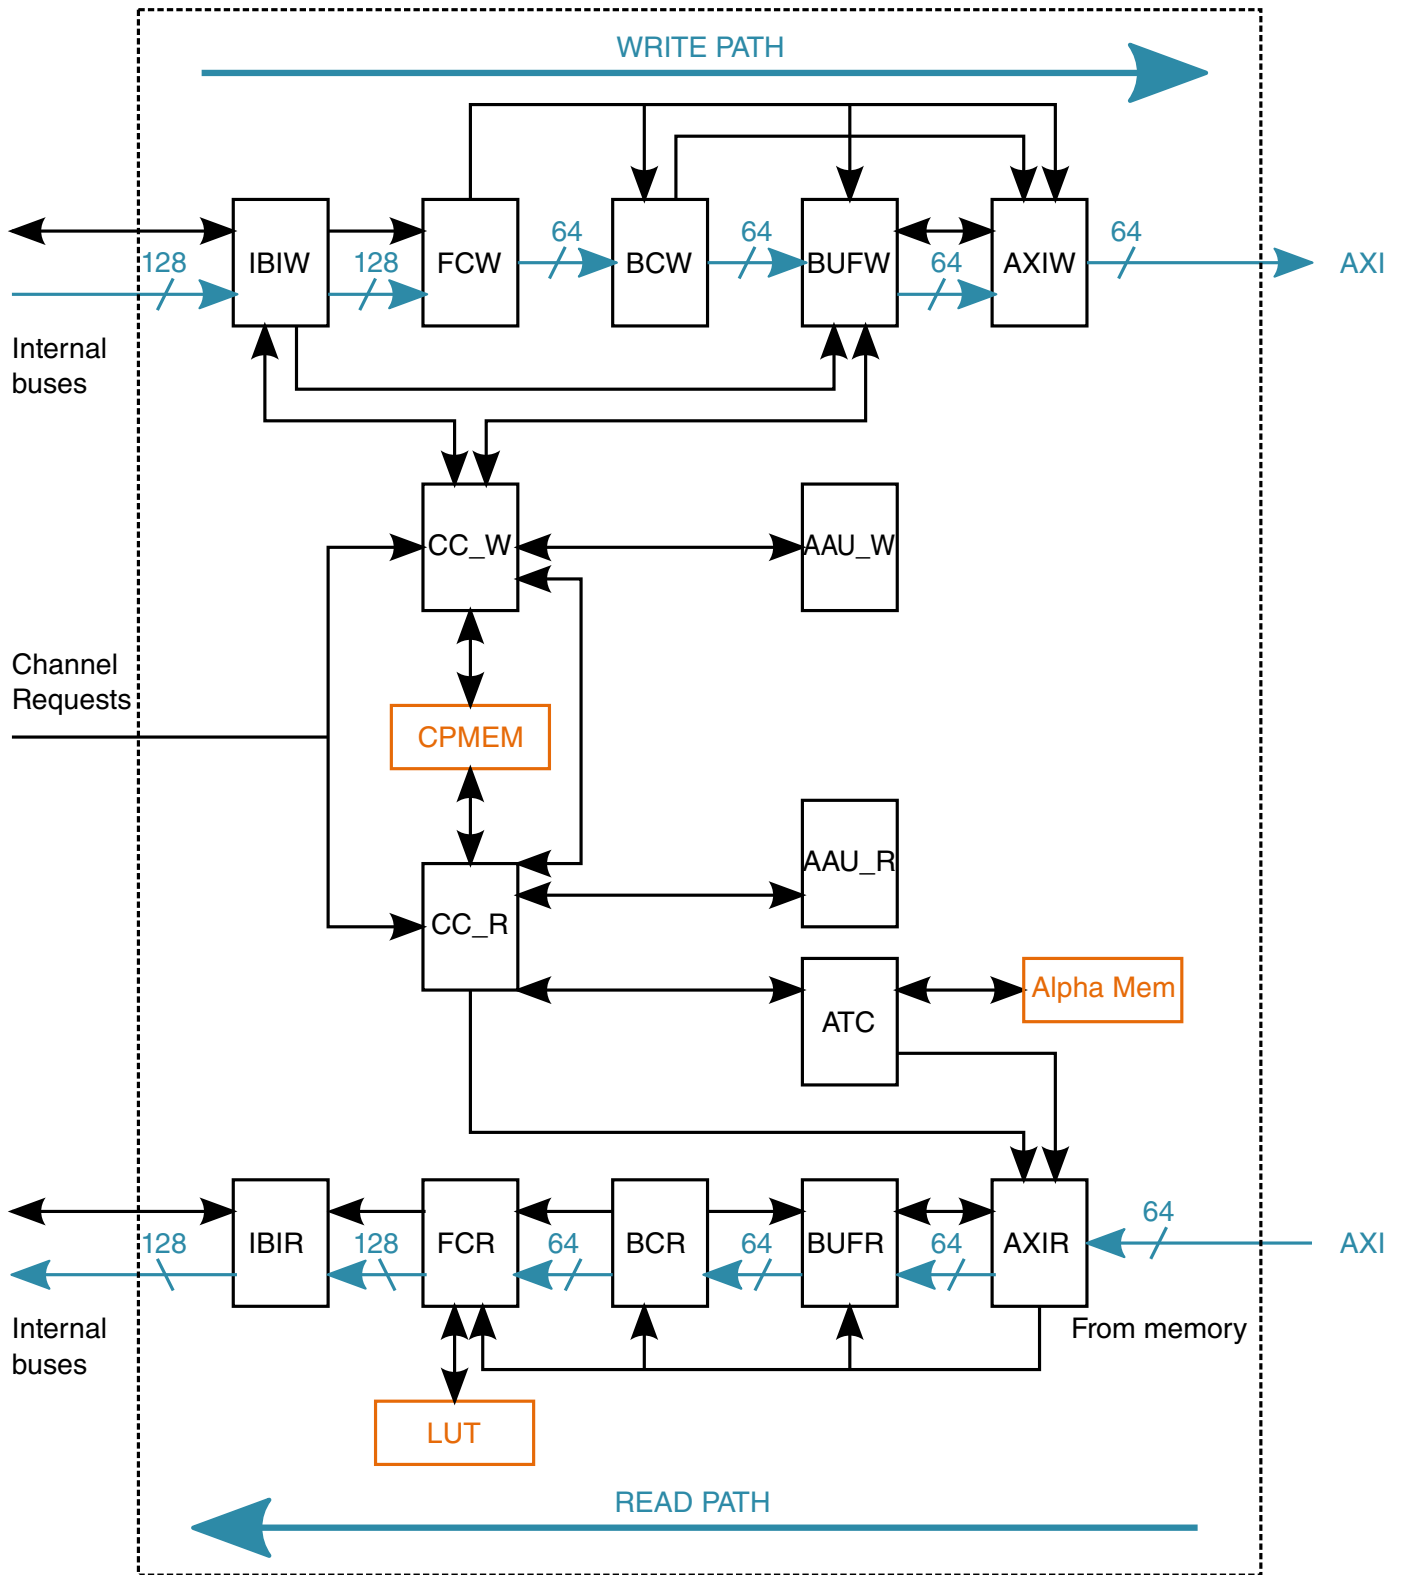 WRITE PATH
64
64
64
128
128
64
IBIW
FCW
BCW
BUFW
AXIW
AXI
Internal
buses
CC_W
AAU_W
Channel
Requests
CPMEM
AAU_R
CC_R
Alpha Mem
ATC
64
128
128
64
64
64
IBIR
FCR
BCR
BUFR
AXIR
AXI
Internal
buses
From memory
LUT
READ PATH